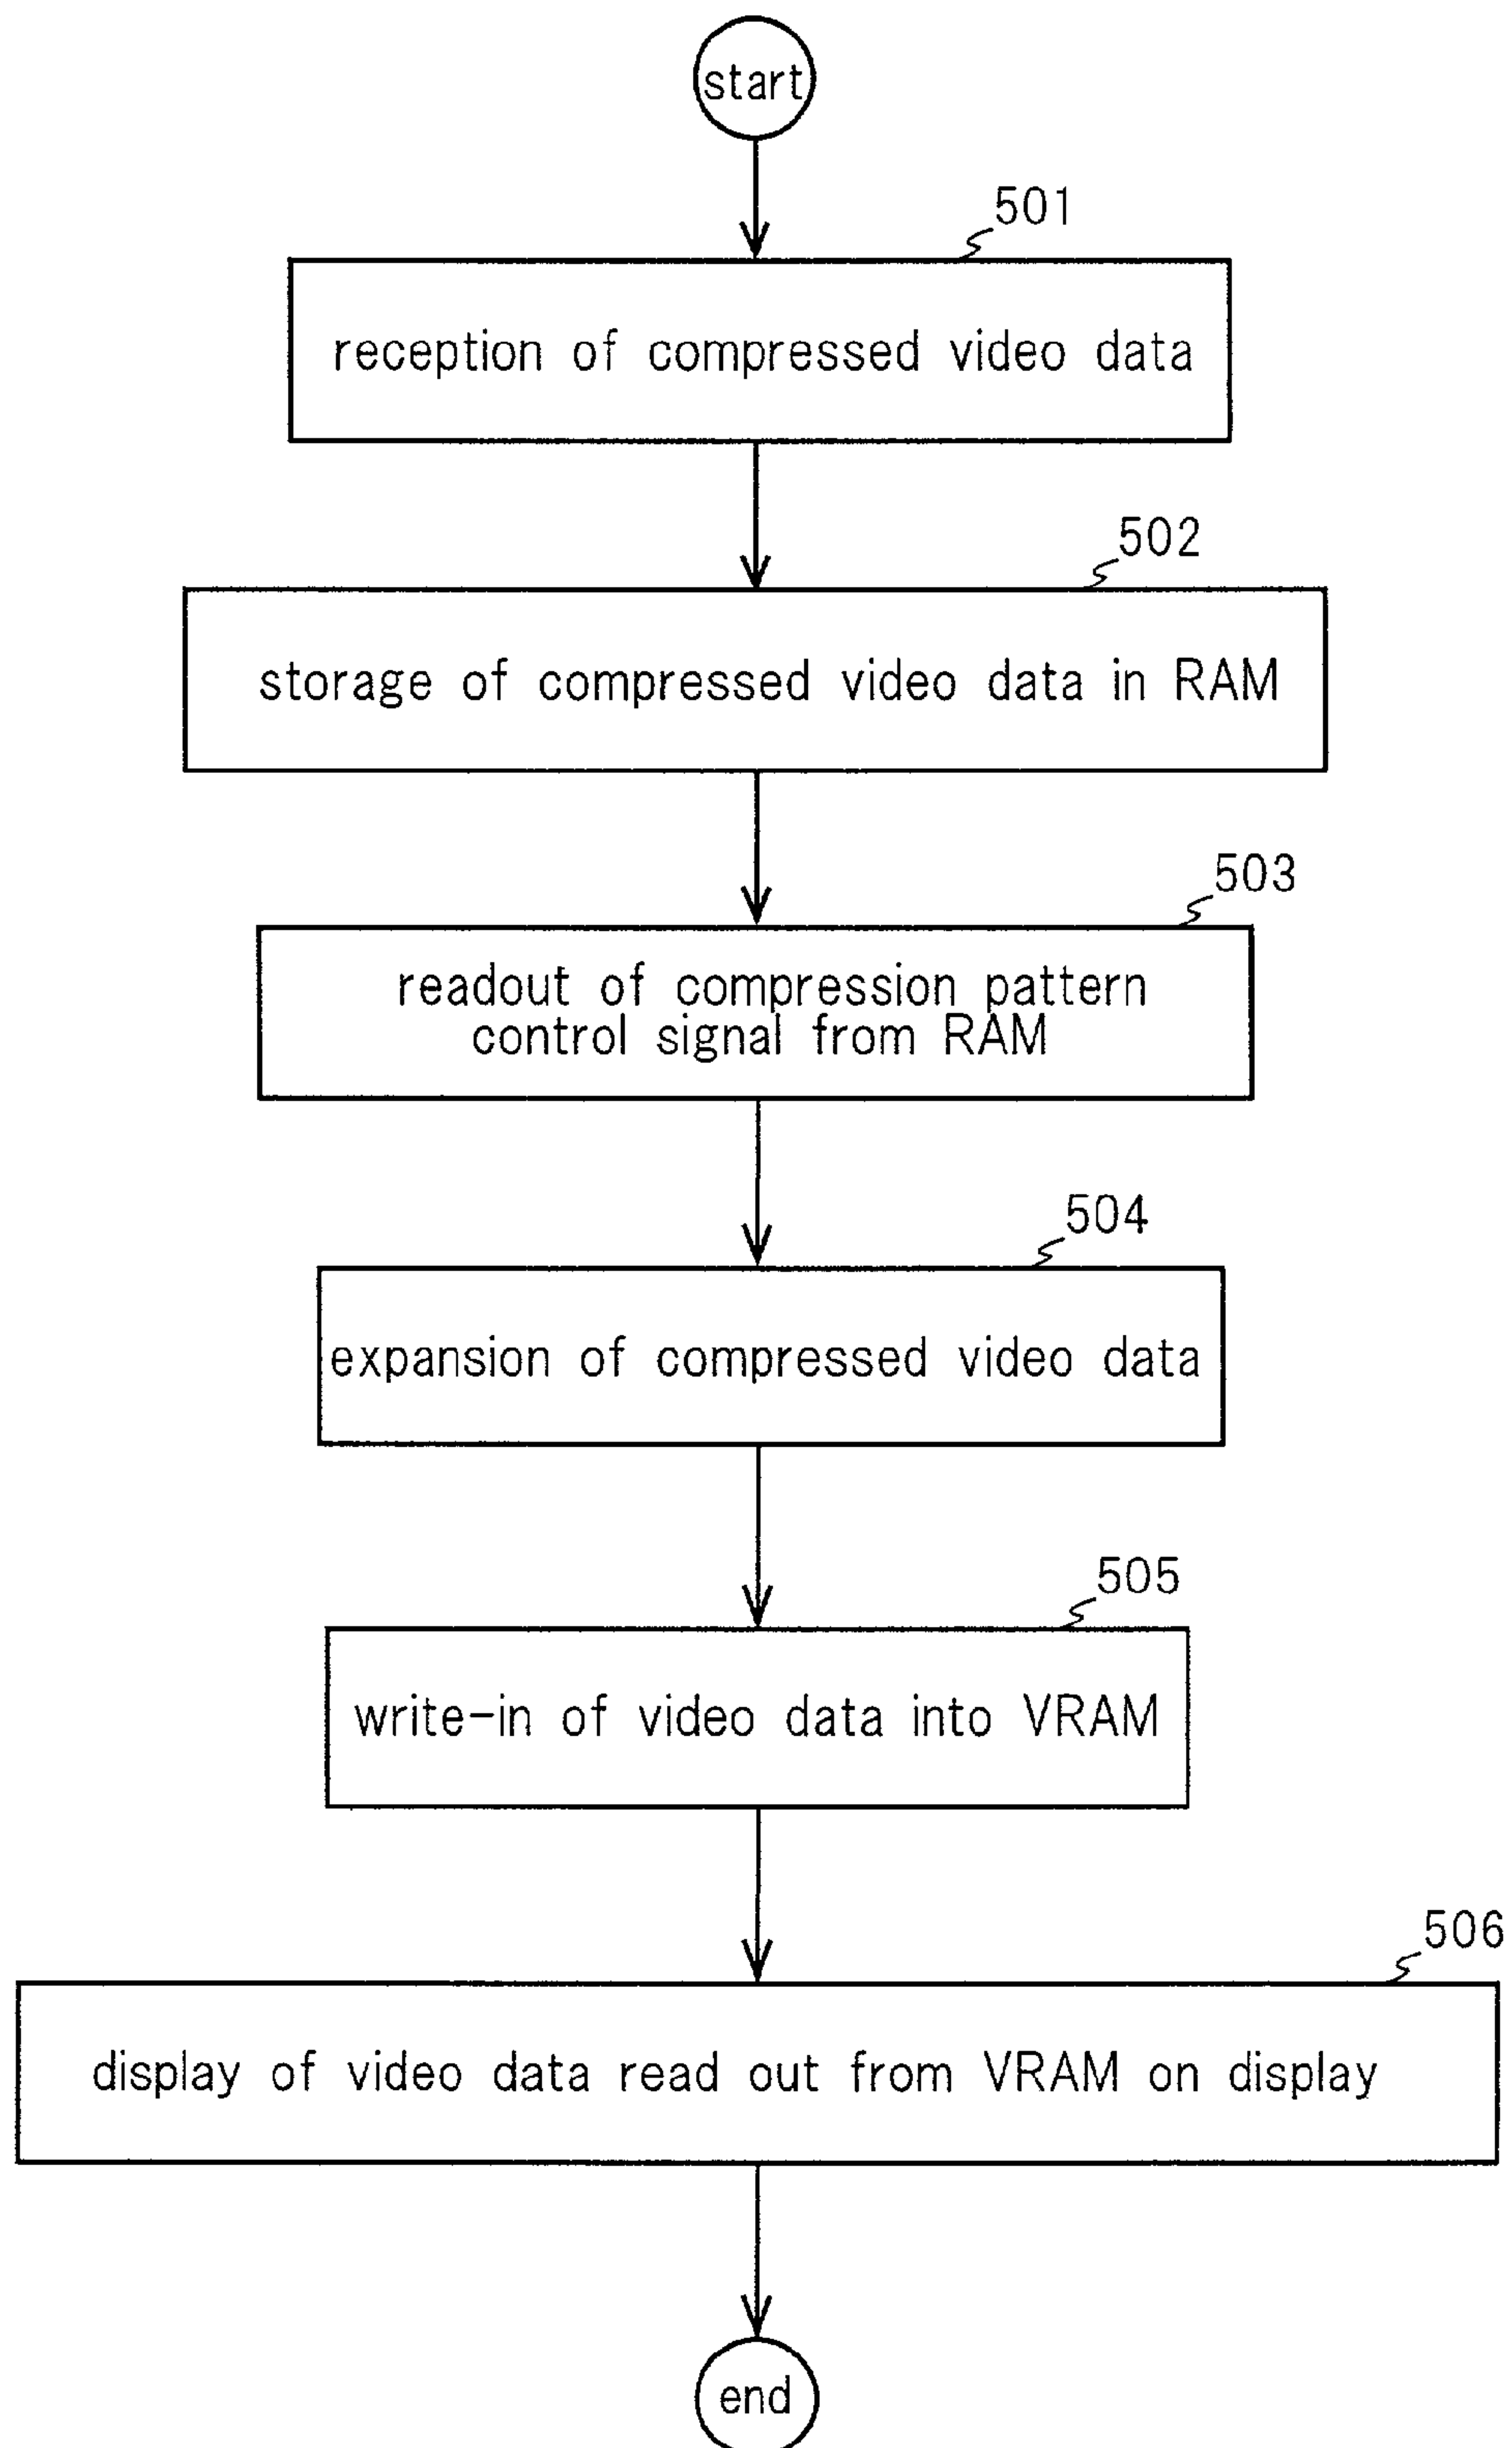 start
501
reception of compressed video data
502
storage of compressed video data in RAM
503
readout of compression pattern
control signal from RAM
504
expansion of compressed video data
505
write-in of video data into VRAM
506
display of video data read out from VRAM on display
end